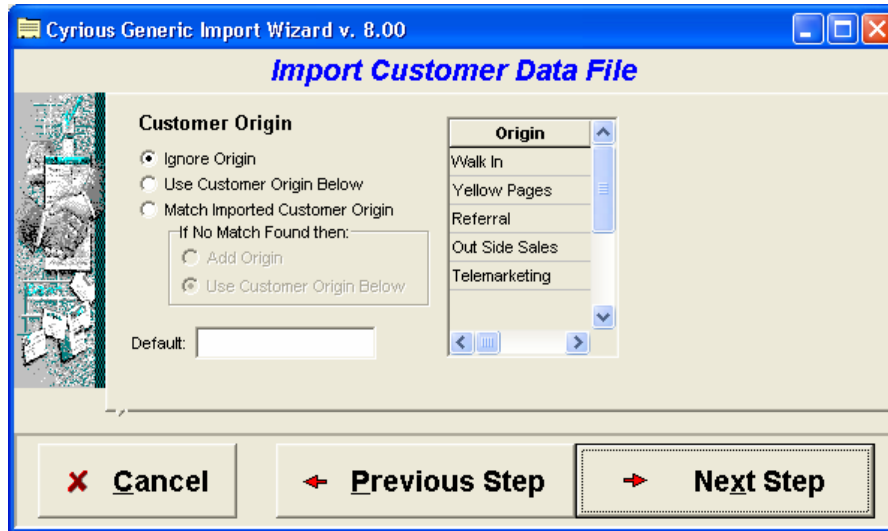 Cyrious Generic Import Wizard v. 8.00
Import Customer Data File
Customer Origin
Ignore Origin
Use Customer Origin Below
Match Imported Customer Origin
If No Match Found then:
Add Origin
Use Customer Origin Below
Default:
Origin
Walk In
Yellow Pages
Referral
Out Side Sales
Telemarketing
Cancel
Previous Step
Next Step